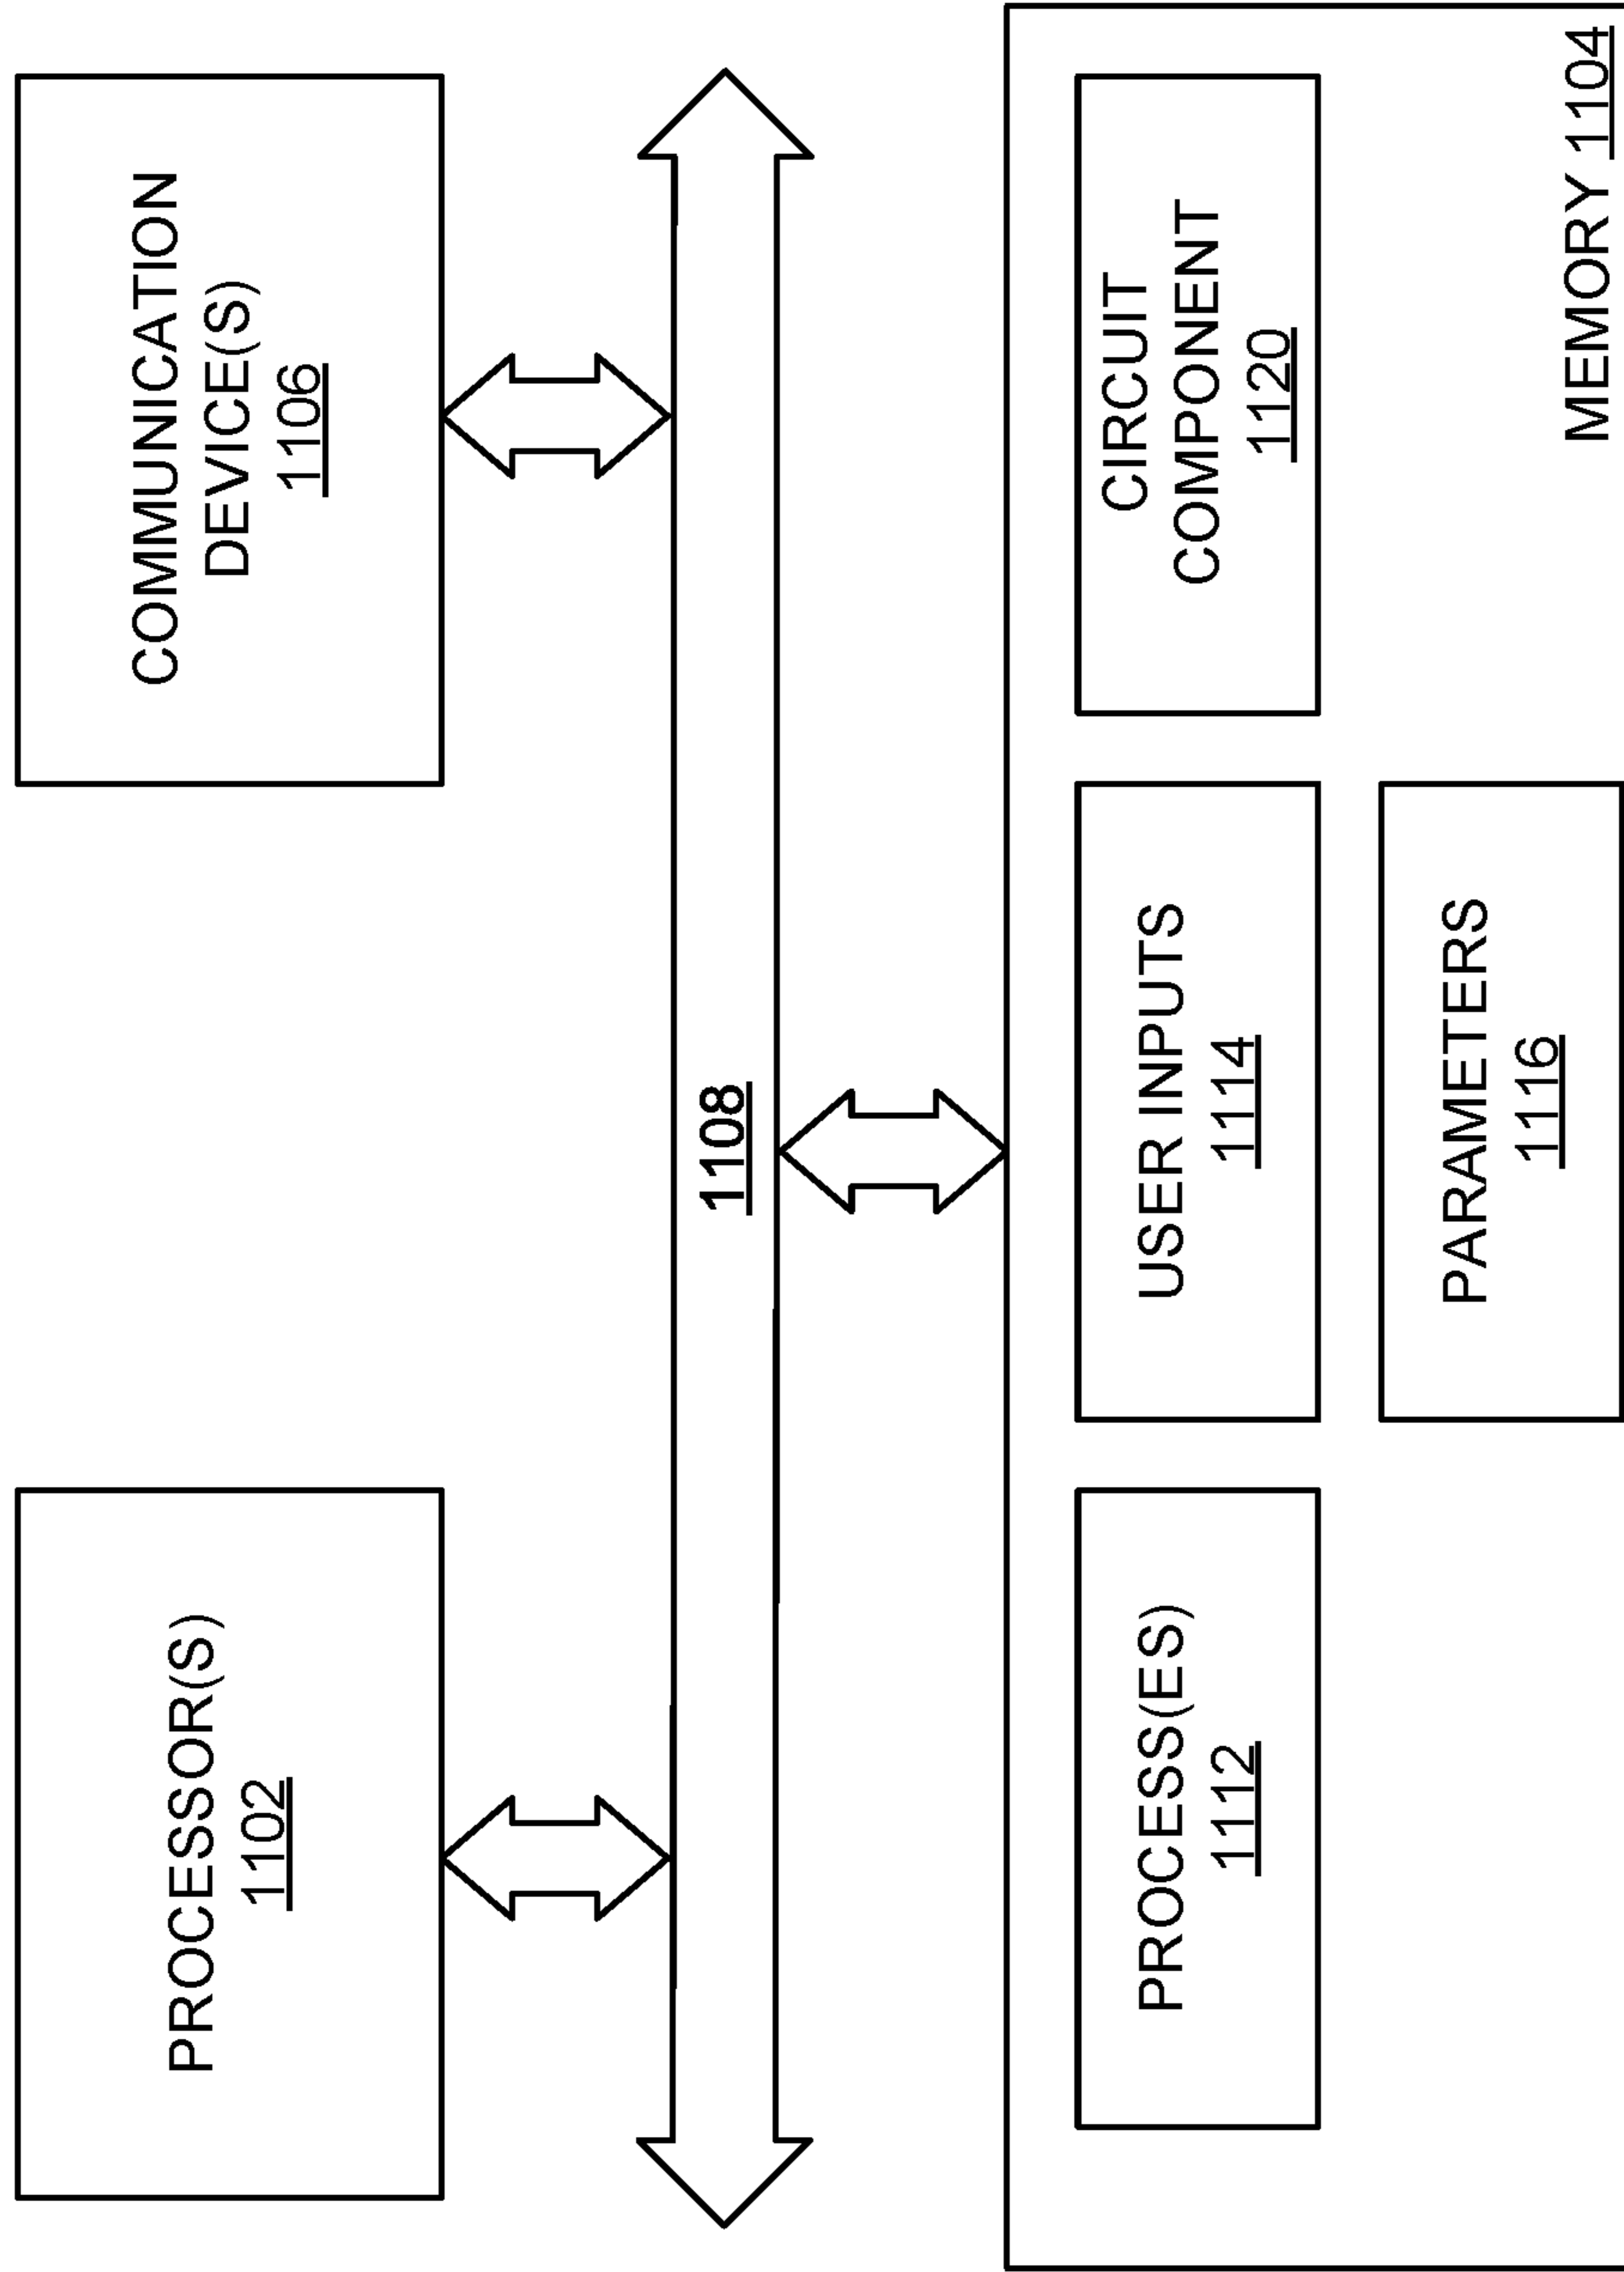 PROCESSOR(S)
1102
COMMUNICATION
DEVICE(S)
1106
1108
PROCESS(ES)
1112
USER INPUTS
1114
CIRCUIT
COMPONENT
1120
PARAMETERS
1116
MEMORY 1104